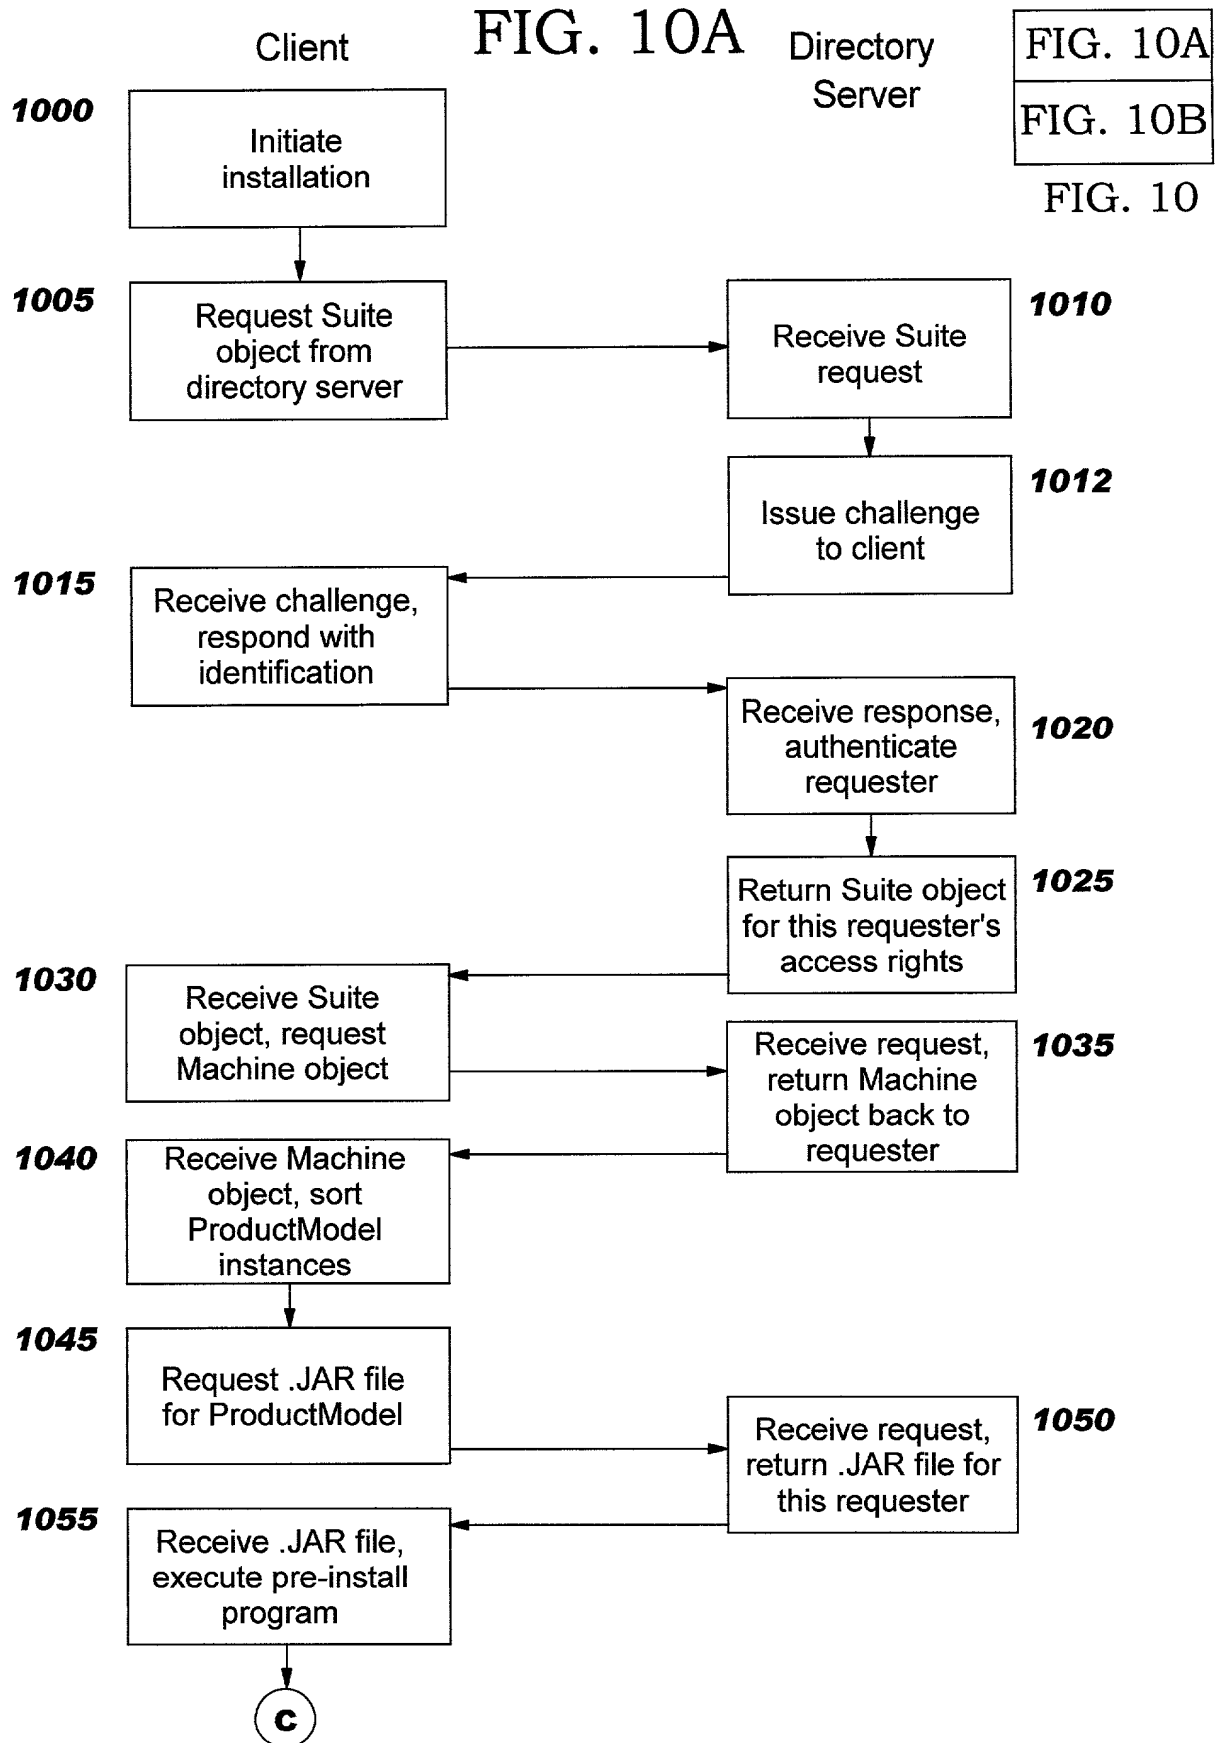 FIG. 10A
Client
Directory
Server
FIG. 10A
FIG. 10B
FIG. 10
1000
Initiate
installation
1005
Request Suite
object from
directory server
1010
Receive Suite
request
1012
Issue challenge
to client
1015
Receive challenge,
respond with
identification
1020
Receive response,
authenticate
requester
1025
Return Suite object
for this requester's
access rights
1030
Receive Suite
object, request
Machine object
1035
Receive request,
return Machine
object back to
requester
1040
Receive Machine
object, sort
ProductModel
instances
1045
Request .JAR file
for ProductModel
1050
Receive request,
return .JAR file for
this requester
1055
Receive .JAR file,
execute pre-install
program
C